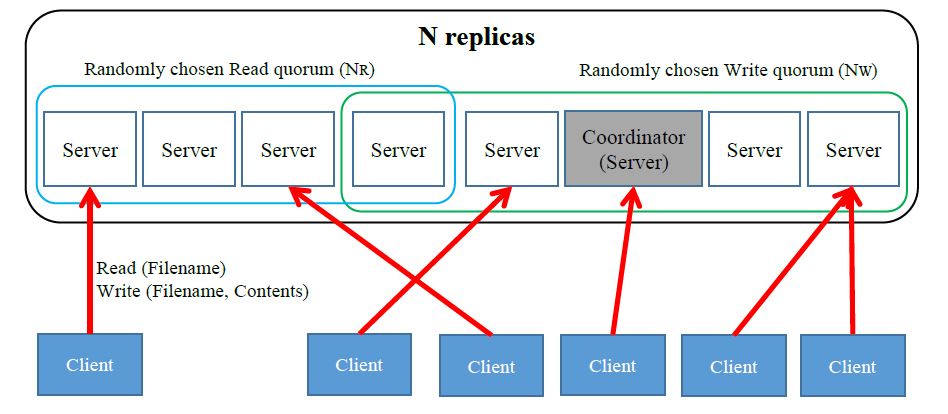 N replicas
Randomly chosen Read quorum (NR)
Randomly chosen Write quorum (NW)
Server
Server
Server
Server
Server
Coordinator
(Server)
Server
Server
Read (Filename)
Write (Filename, Contents)
Client
Client
Client
Client
Client
Client